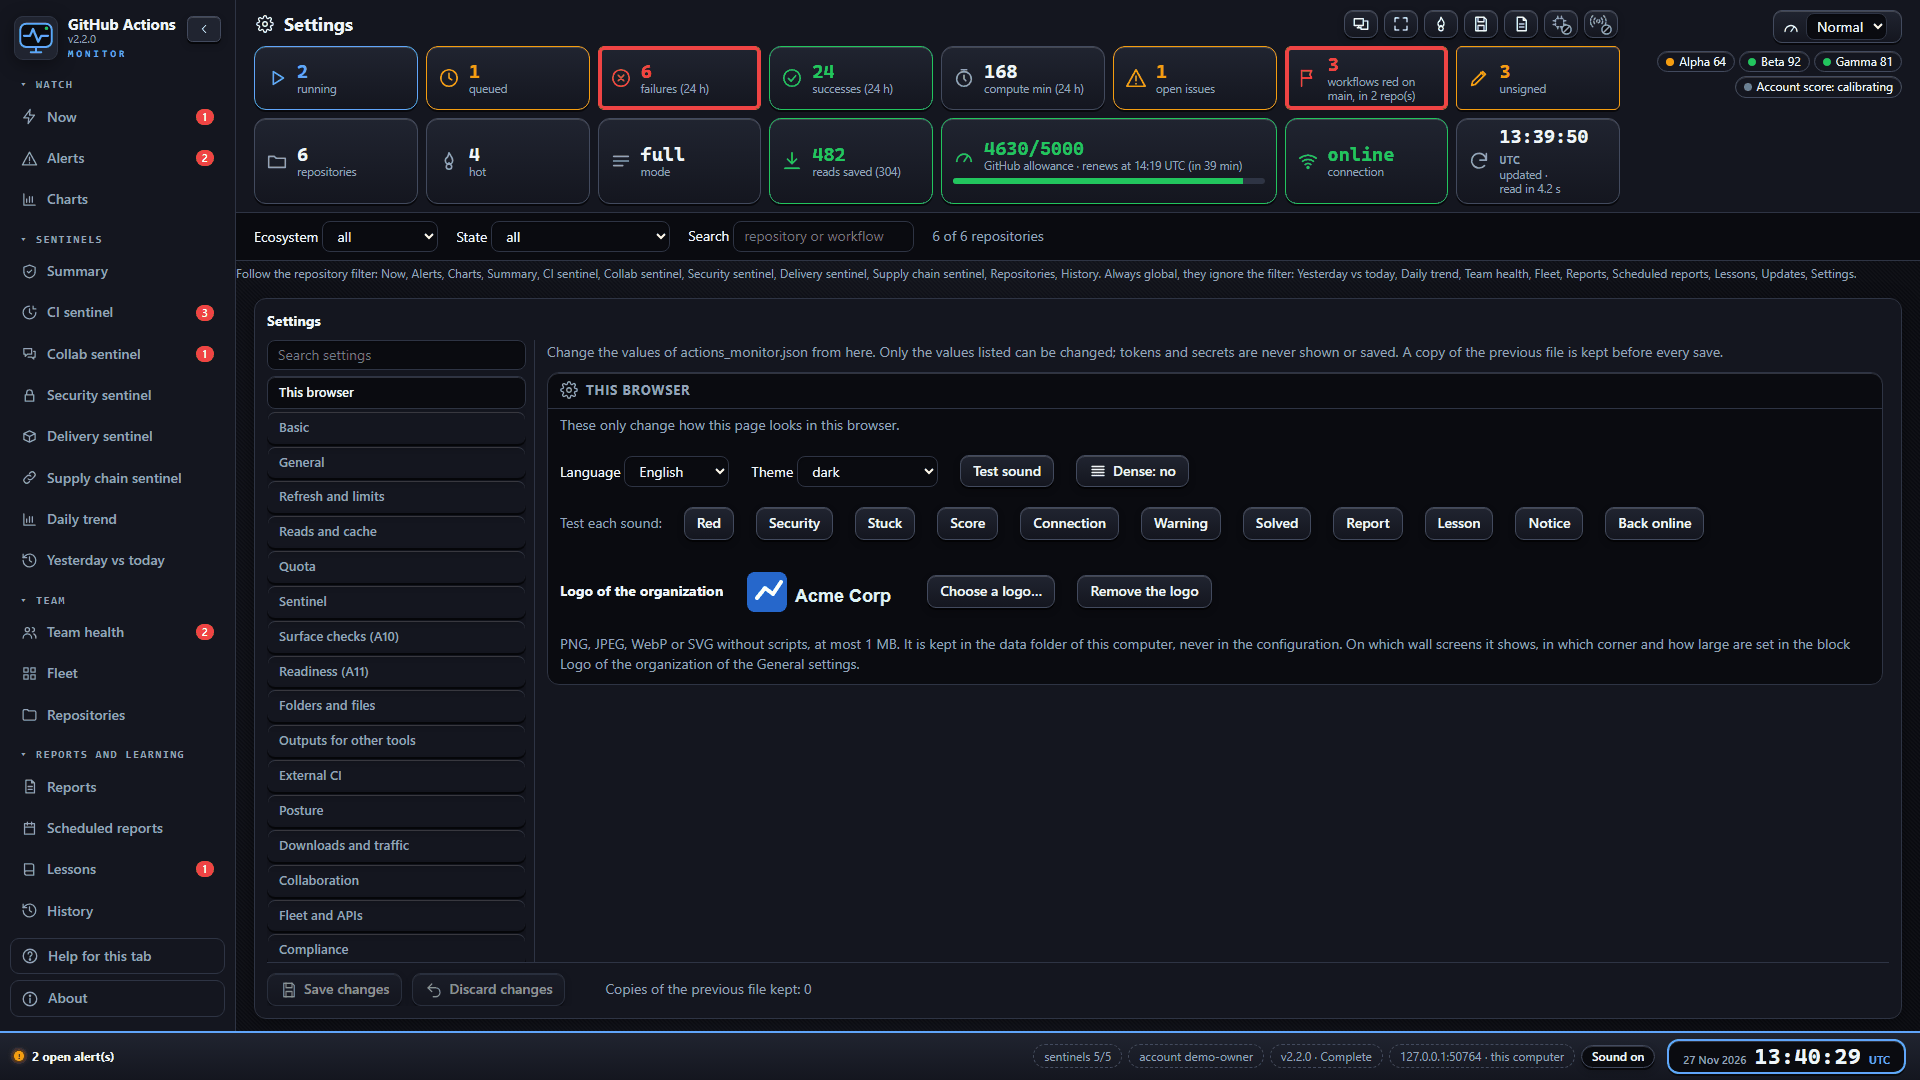 GitHub Actions
v2.2.0
MONITOR
WATCH
Now 1
Alerts 2
Charts
SENTINELS
Summary
CI sentinel 3
Collab sentinel 1
Security sentinel
Delivery sentinel
Supply chain sentinel
Daily trend
Yesterday vs today
TEAM
Team health 2
Fleet
Repositories
REPORTS AND LEARNING
Reports
Scheduled reports
Lessons 1
History
Help for this tab
About
Settings
Normal
Alpha 64 Beta 92 Gamma 81
Account score: calibrating
2
running
1
queued
6
failures (24 h)
24
successes (24 h)
168
compute min (24 h)
1
open issues
3
workflows red on
main, in 2 repo(s)
3
unsigned
6
repositories
4
hot
full
mode
482
reads saved (304)
4630/5000
GitHub allowance · renews at 14:19 UTC (in 39 min)
online
connection
13:39:50
UTC
updated ·
read in 4.2 s
Ecosystem all State all Search repository or workflow 6 of 6 repositories
Follow the repository filter: Now, Alerts, Charts, Summary, CI sentinel, Collab sentinel, Security sentinel, Delivery sentinel, Supply chain sentinel, Repositories, History. Always global, they ignore the filter: Yesterday vs today, Daily trend, Team health, Fleet, Reports, Scheduled reports, Lessons, Updates, Settings.
Settings
Search settings
This browser
Basic
General
Refresh and limits
Reads and cache
Quota
Sentinel
Surface checks (A10)
Readiness (A11)
Folders and files
Outputs for other tools
External CI
Posture
Downloads and traffic
Collaboration
Fleet and APIs
Compliance
Change the values of actions_monitor.json from here. Only the values listed can be changed; tokens and secrets are never shown or saved. A copy of the previous file is kept before every save.
THIS BROWSER
These only change how this page looks in this browser.
Language English Theme dark Test sound Dense: no
Test each sound: Red Security Stuck Score Connection Warning Solved Report Lesson Notice Back online
Logo of the organization Acme Corp Choose a logo... Remove the logo
PNG, JPEG, WebP or SVG without scripts, at most 1 MB. It is kept in the data folder of this computer, never in the configuration. On which wall screens it shows, in which corner and how large are set in the block
Logo of the organization of the General settings.
Save changes Discard changes Copies of the previous file kept: 0
2 open alert(s)
sentinels 5/5 account demo-owner v2.2.0 · Complete 127.0.0.1:50764 · this computer Sound on 27 Nov 2026 13:40:29 UTC